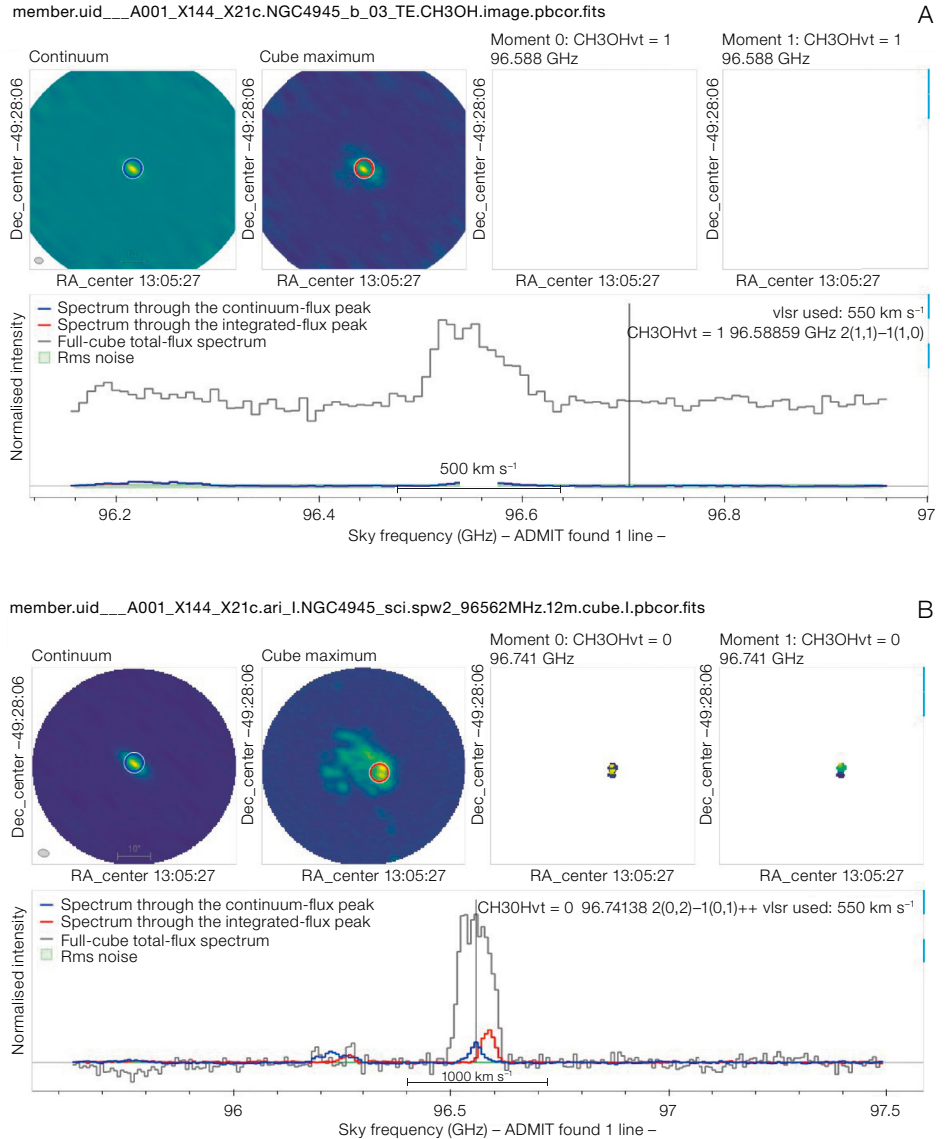 member.uid___A001_X144_X21c.NGC4945_b_03_TE.CH3OH.image.pbcor.fits
A
Continuum
Cube maximum
Moment 0: CH3OHvt = 1
96.588 GHz
Moment 1: CH3OHvt = 1
96.588 GHz
Dec_center –49:28:06
Dec_center –49:28:06
Dec_center –49:28:06
Dec_center –49:28:06
RA_center 13:05:27
RA_center 13:05:27
RA_center 13:05:27
RA_center 13:05:27
Normalised intensity
Spectrum through the continuum-flux peak
Spectrum through the integrated-flux peak
Full-cube total-flux spectrum
Rms noise
vlsr used: 550 km s⁻¹
CH3OHvt = 1 96.58859 GHz 2(1,1)–1(1,0)
500 km s⁻¹
96.2 96.4 96.6 96.8 97
Sky frequency (GHz) – ADMIT found 1 line –
member.uid___A001_X144_X21c.ari_l.NGC4945_sci.spw2_96562MHz.12m.cube.I.pbcor.fits
B
Continuum
Cube maximum
Moment 0: CH3OHvt = 0
96.741 GHz
Moment 1: CH3OHvt = 0
96.741 GHz
Dec_center –49:28:06
Dec_center –49:28:06
Dec_center –49:28:06
Dec_center –49:28:06
10"
RA_center 13:05:27
RA_center 13:05:27
RA_center 13:05:27
RA_center 13:05:27
Normalised intensity
Spectrum through the continuum-flux peak
Spectrum through the integrated-flux peak
Full-cube total-flux spectrum
Rms noise
CH30Hvt = 0 96.74138 2(0,2)–1(0,1)++ vlsr used: 550 km s⁻¹
1000 km s⁻¹
96 96.5 97 97.5
Sky frequency (GHz) – ADMIT found 1 line –